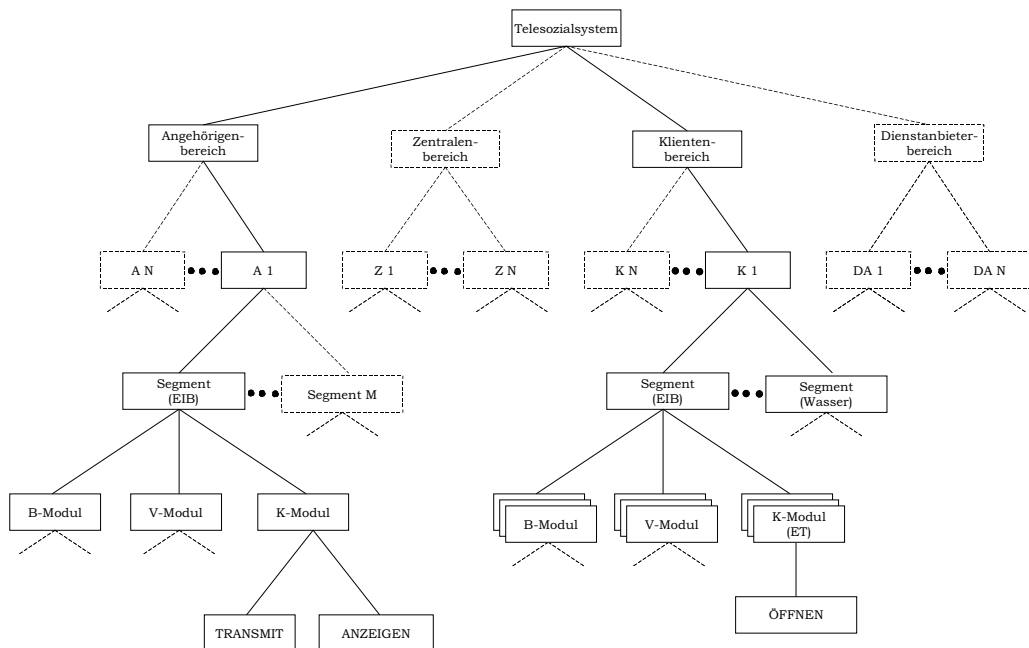 Telesozialsystem
Angehörigen-
bereich
Zentralen-
bereich
Klienten-
bereich
Dienstanbieter-
bereich
A N
A 1
Z 1
Z N
K N
K 1
DA 1
DA N
Segment
(EIB)
Segment M
Segment
(EIB)
Segment
(Wasser)
B-Modul
V-Modul
K-Modul
B-Modul
V-Modul
K-Modul
(ET)
TRANSMIT
ANZEIGEN
ÖFFNEN